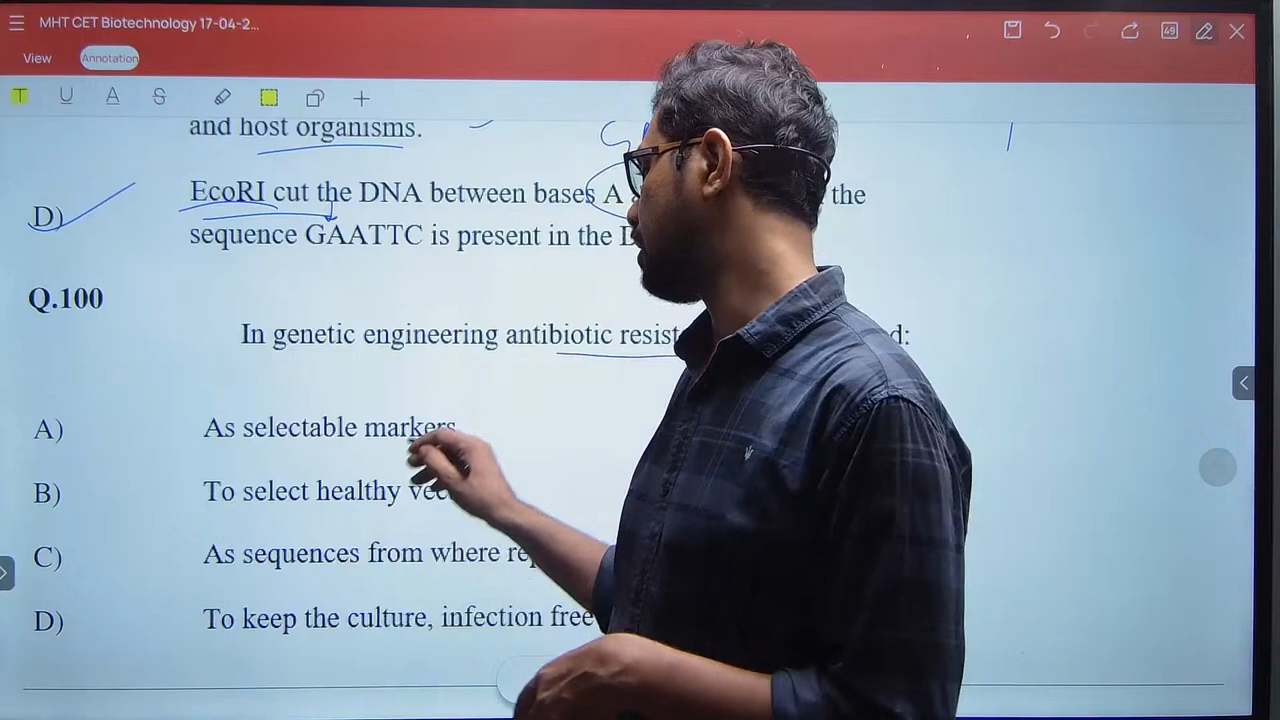 MHT CET Biotechnology 17-04-2...
49
View
Annotation
T U A S
and host organisms.
EcoRI cut the DNA between bases A the
D)
sequence GAATTC is present in the
Q.100
In genetic engineering antibiotic
A) As selectable markers
B) To select healthy
C) As sequences from where
D) To keep the culture, infection free